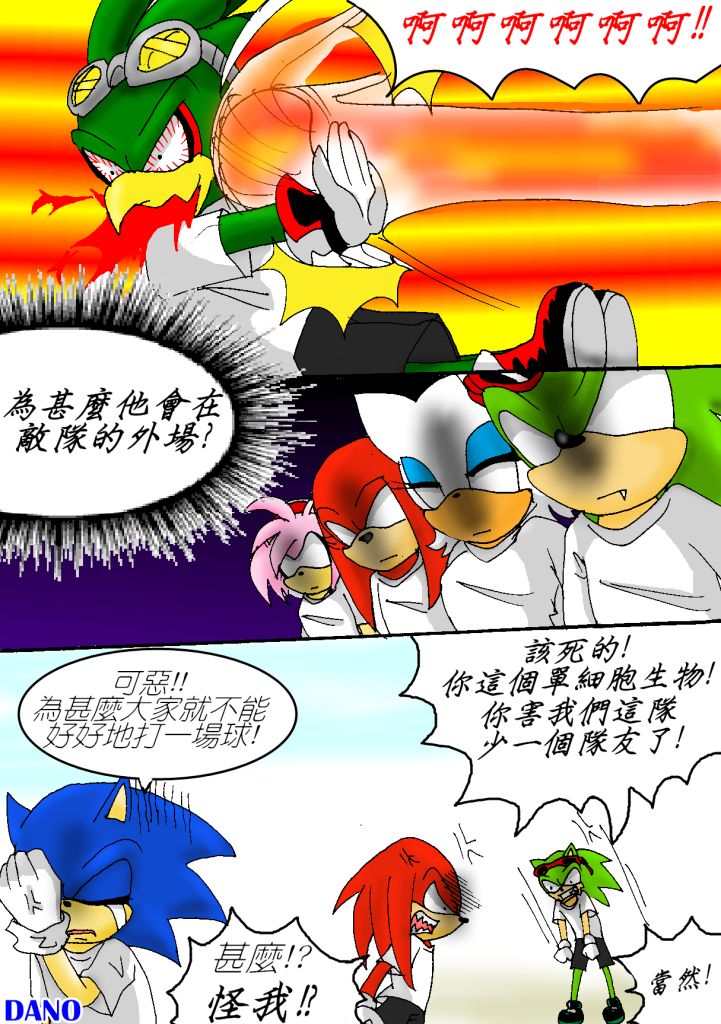 啊啊啊啊啊啊!!
為甚麼他會在
敵隊的外場?
可惡!!
為甚麼大家就不能
好好地打一場球!
該死的!
你這個單細胞生物!
你害我們這隊
少一個隊友了!
甚麼!?
怪我!?
當然!
DANO